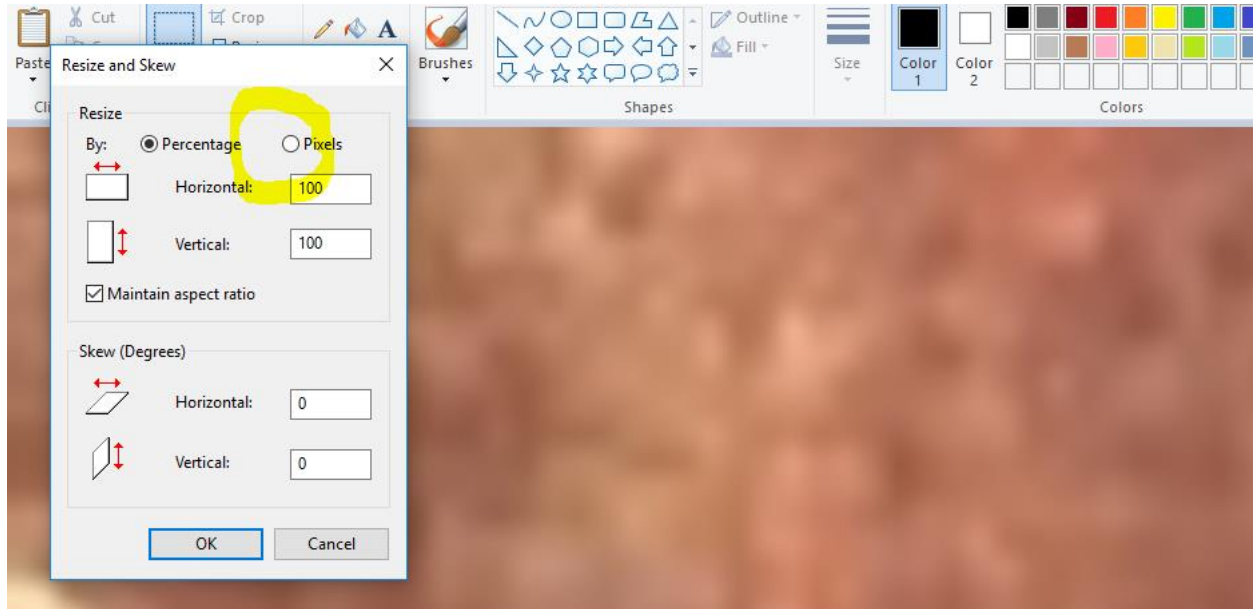 Cut
Crop
Paste
Brushes
Outline
Fill
Size
Color 1
Color 2
Shapes
Colors
Resize and Skew
Resize
By: Percentage Pixels
Horizontal: 100
Vertical: 100
Maintain aspect ratio
Skew (Degrees)
Horizontal: 0
Vertical: 0
OK Cancel
A